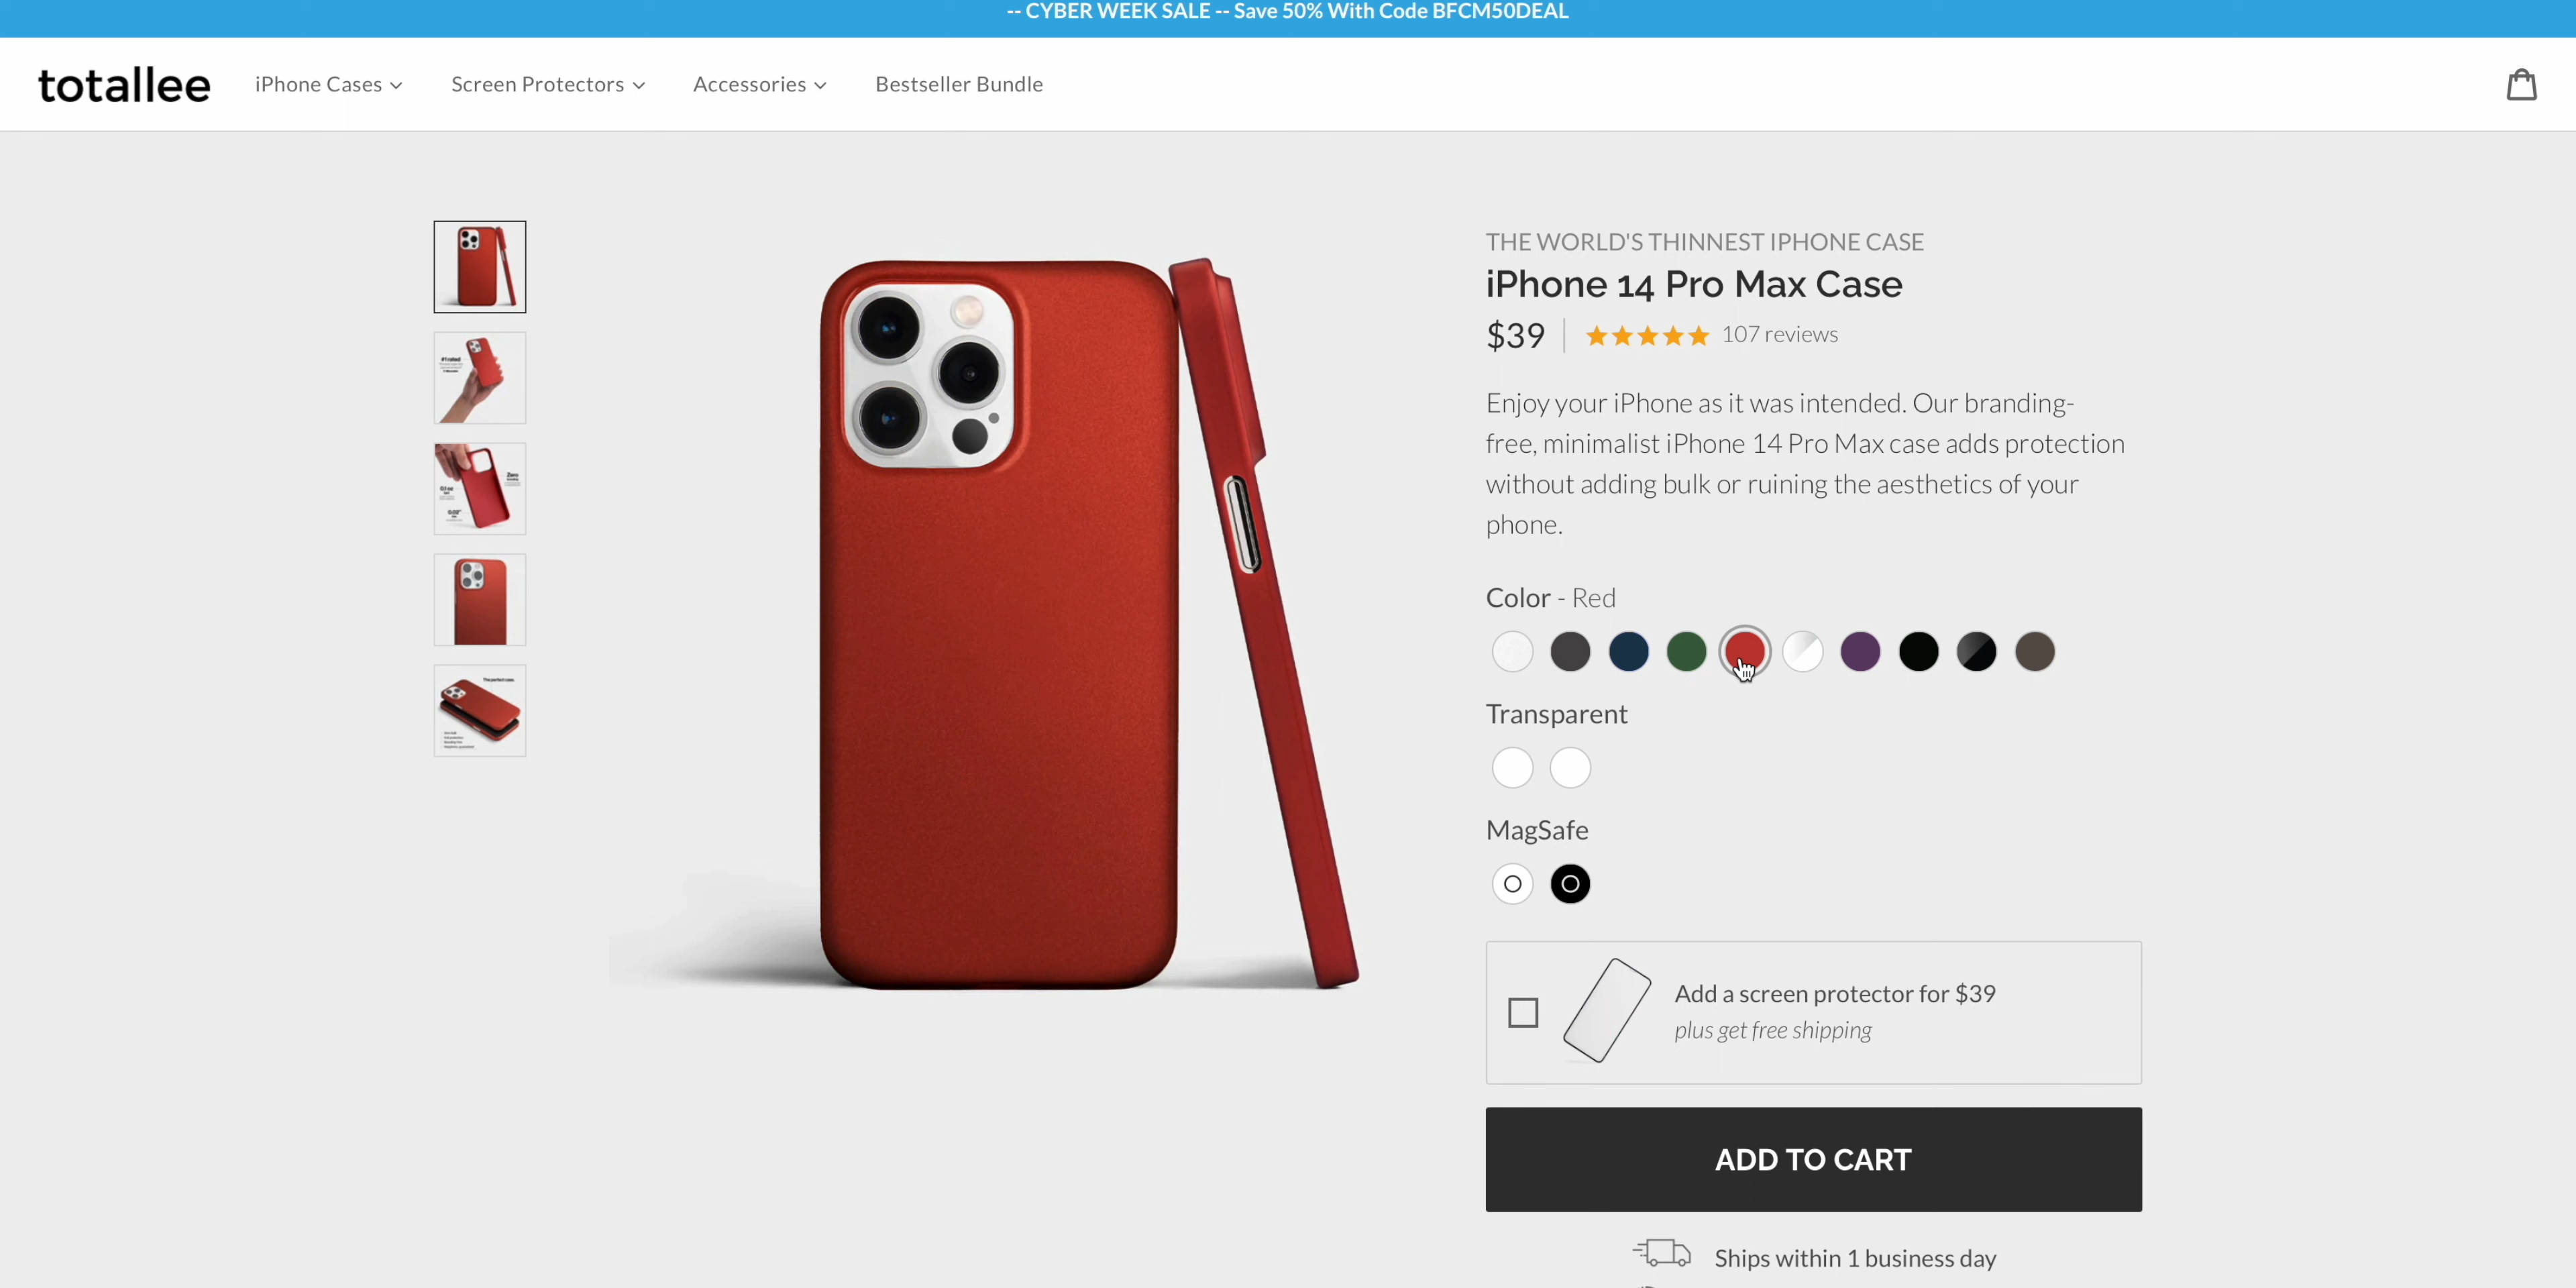 -- CYBER WEEK SALE -- Save 50% With Code BFCM50DEAL
totallee
iPhone Cases
Screen Protectors
Accessories
Bestseller Bundle
THE WORLD'S THINNEST IPHONE CASE
iPhone 14 Pro Max Case
$39
107 reviews
Enjoy your iPhone as it was intended. Our branding-
free, minimalist iPhone 14 Pro Max case adds protection
without adding bulk or ruining the aesthetics of your
phone.
Color - Red
Transparent
MagSafe
Add a screen protector for $39
plus get free shipping
ADD TO CART
Ships within 1 business day